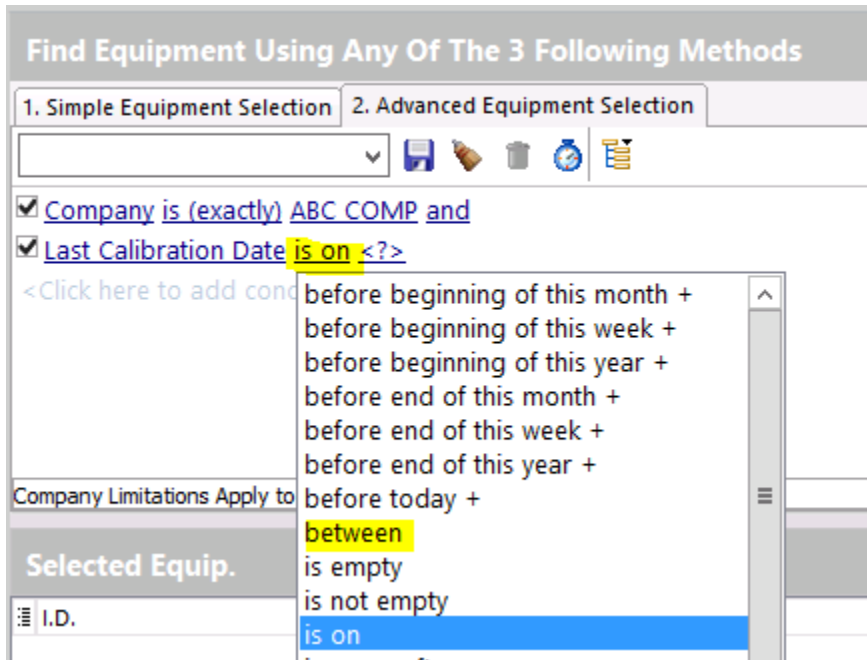 Find Equipment Using Any Of The 3 Following Methods
1. Simple Equipment Selection 2. Advanced Equipment Selection
Company is (exactly) ABC COMP and
Last Calibration Date is on <?>
<Click here to add
before beginning of this month +
before beginning of this week +
before beginning of this year +
before end of this month +
before end of this week +
before end of this year +
Company Limitations Apply to
before today +
between
Selected Equip.
is empty
is not empty
I.D.
is on